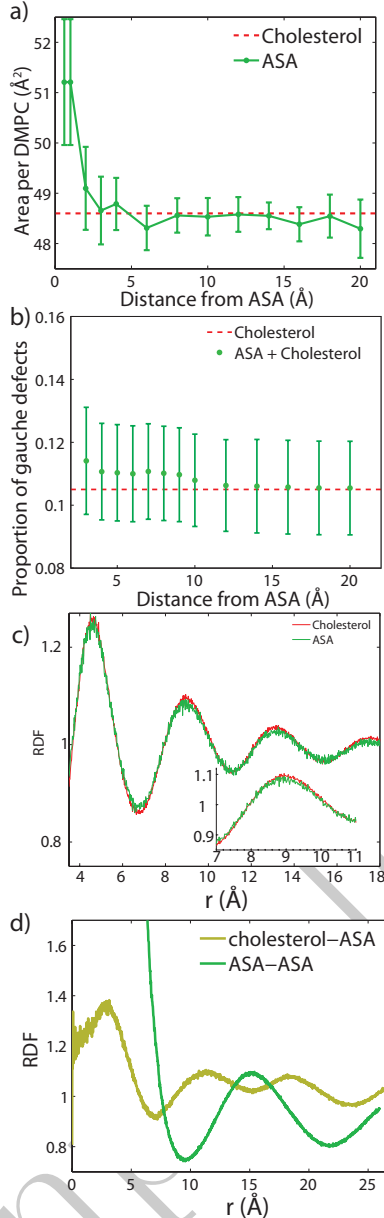 a)
52
51
50
49
48
Area per DMPC (Å²)
Cholesterol
ASA
0
5
10
15
20
Distance from ASA (Å)
b)
0.16
0.14
0.12
0.1
0.08
Proportion of gauche defects
Cholesterol
ASA + Cholesterol
5
10
15
20
Distance from ASA (Å)
c)
1.2
1
0.8
RDF
Cholesterol
ASA
1.1
1
0.9
7
8
9
10
11
4
6
8
10
12
14
16
18
r (Å)
d)
1.6
1.4
1.2
1
0.8
RDF
cholesterol–ASA
ASA–ASA
0
5
10
15
20
25
r (Å)